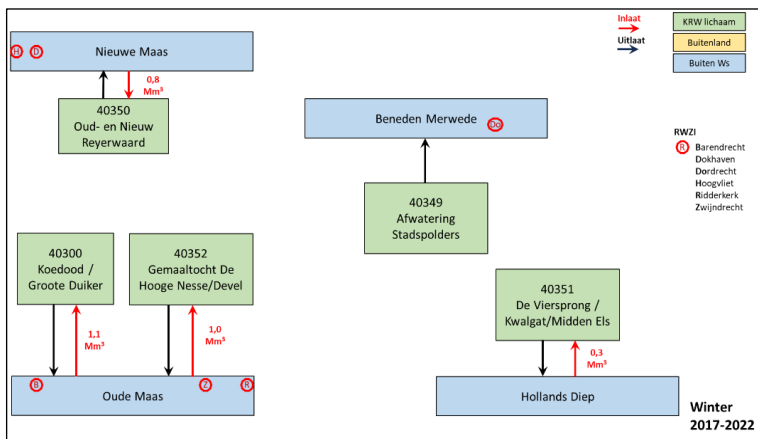 H
D
Nieuwe Maas
0,8
Mm³
40350
Oud- en Nieuw
Reyerwaard
Beneden Merwede
Do
40349
Afwatering
Stadspolders
Inlaat
Uitlaat
KRW lichaam
Buitenland
Buiten Ws
RWZI
R
Barendrecht
Dokhaven
Dordrecht
Hoogvliet
Ridderkerk
Zwijndrecht
40300
Koedood /
Groote Duiker
40352
Gemaaltocht De
Hooge Nesse/Devel
1,1
Mm³
1,0
Mm³
B
Oude Maas
Z
R
40351
De Viersprong /
Kwalgat/Midden Els
0,3
Mm³
Hollands Diep
Winter
2017-2022